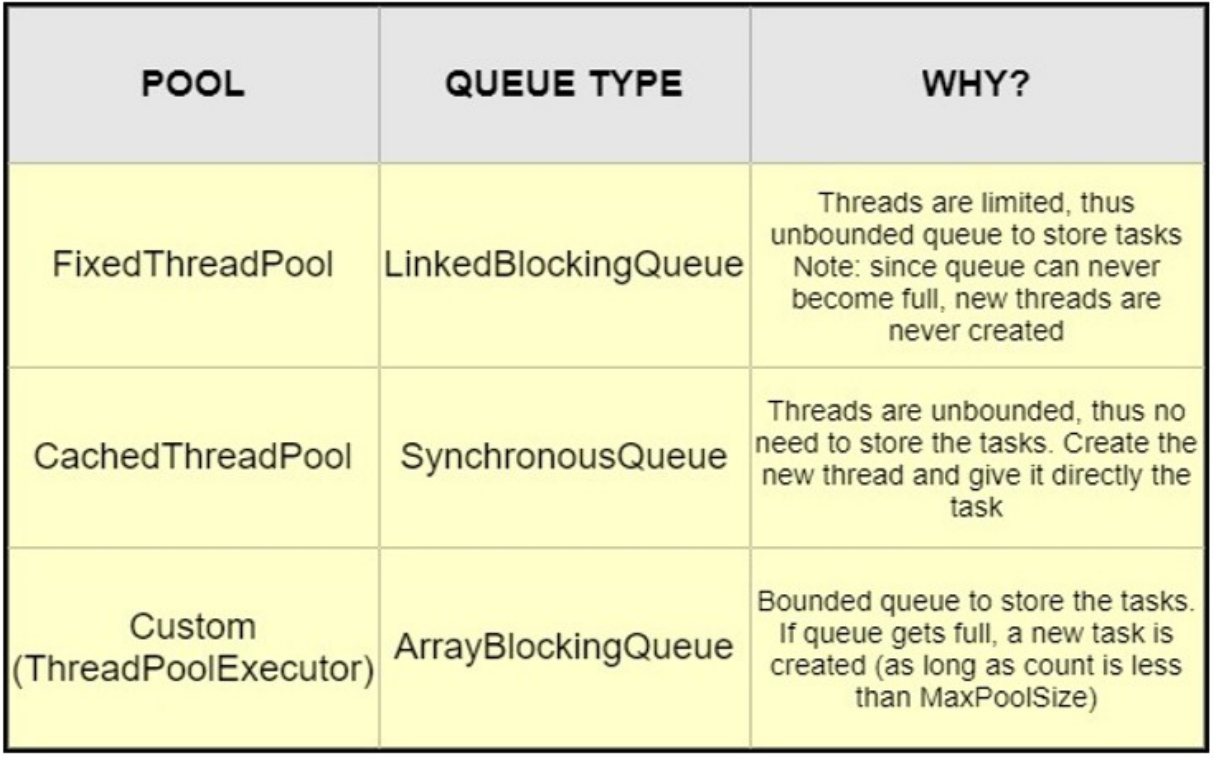 POOL
QUEUE TYPE
WHY?
FixedThreadPool
LinkedBlockingQueue
Threads are limited, thus
unbounded queue to store tasks
Note: since queue can never
become full, new threads are
never created
CachedThreadPool
SynchronousQueue
Threads are unbounded, thus no
need to store the tasks. Create the
new thread and give it directly the
task
Custom
(ThreadPoolExecutor)
ArrayBlockingQueue
Bounded queue to store the tasks.
If queue gets full, a new task is
created (as long as count is less
than MaxPoolSize)